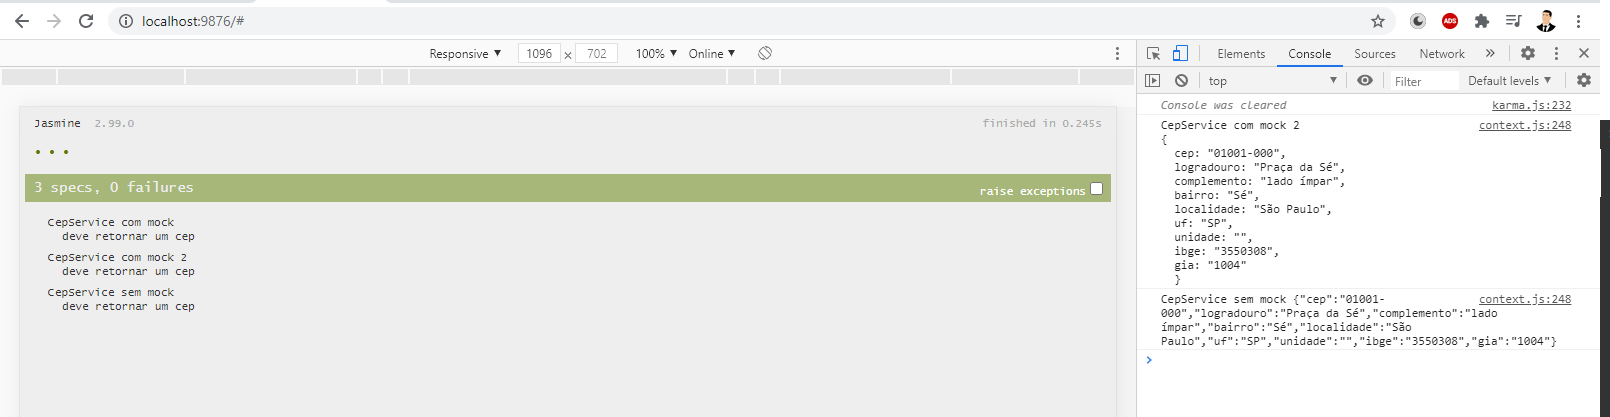 localhost:9876/#
ADS
Responsive ▼ 1096 × 702 100% ▼ Online ▼
Elements Console Sources Network »
top ▼ Filter Default levels ▼
Jasmine 2.99.0 finished in 0.245s
• • •
3 specs, 0 failures raise exceptions
CepService com mock
deve retornar um cep
CepService com mock 2
deve retornar um cep
CepService sem mock
deve retornar um cep
Console was cleared karma.js:232
CepService com mock 2 context.js:248
{
cep: "01001-000",
logradouro: "Praça da Sé",
complemento: "lado ímpar",
bairro: "Sé",
localidade: "São Paulo",
uf: "SP",
unidade: "",
ibge: "3550308",
gia: "1004"
}
CepService sem mock {"cep":"01001- context.js:248
000","logradouro":"Praça da Sé","complemento":"lado
ímpar","bairro":"Sé","localidade":"São
Paulo","uf":"SP","unidade":"","ibge":"3550308","gia":"1004"}
>